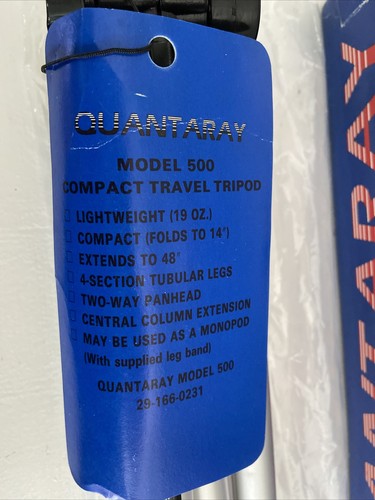 QUANTARAY
MODEL 500
COMPACT TRAVEL TRIPOD
LIGHTWEIGHT (19 OZ.)
COMPACT (FOLDS TO 14')
EXTENDS TO 48'
4-SECTION TUBULAR LEGS
TWO-WAY PANHEAD
CENTRAL COLUMN EXTENSION
MAY BE USED AS A MONOPOD
(With supplied leg band)
QUANTARAY MODEL 500
29-166-0231
QUANTARAY